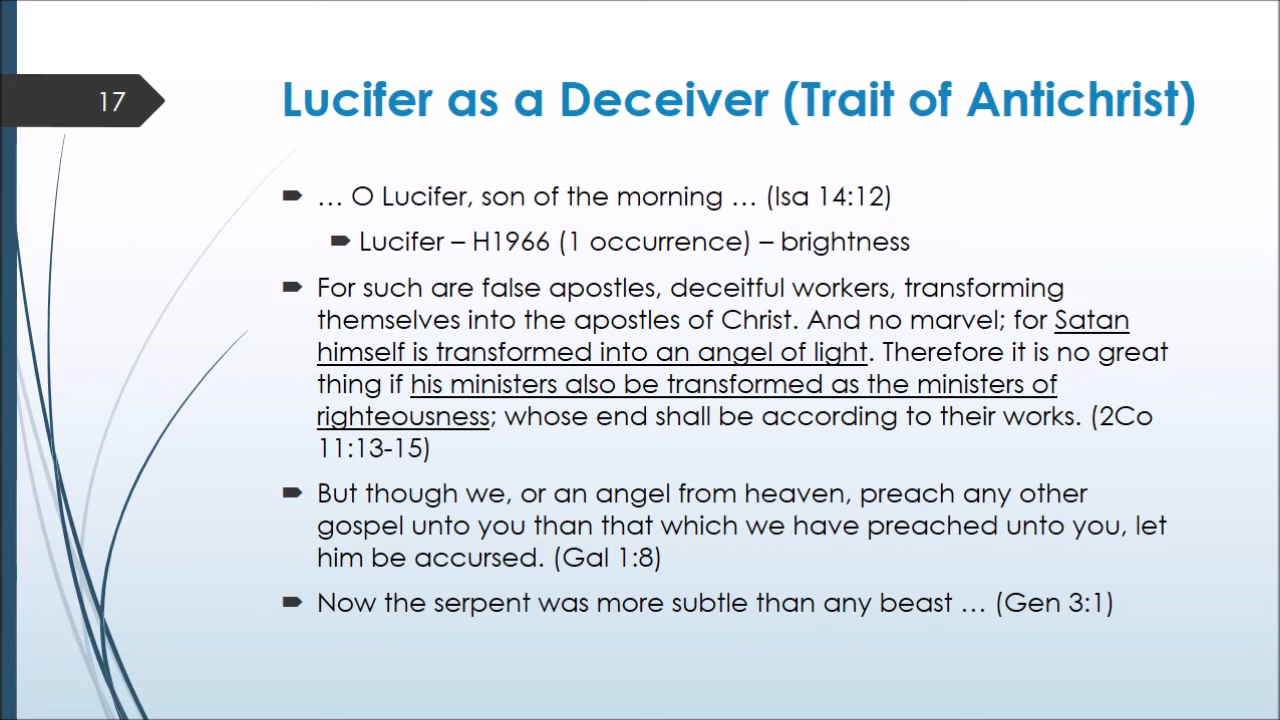 17
Lucifer as a Deceiver (Trait of Antichrist)
… O Lucifer, son of the morning … (Isa 14:12)
Lucifer – H1966 (1 occurrence) – brightness
For such are false apostles, deceitful workers, transforming
themselves into the apostles of Christ. And no marvel; for Satan
himself is transformed into an angel of light. Therefore it is no great
thing if his ministers also be transformed as the ministers of
righteousness; whose end shall be according to their works. (2Co
11:13-15)
But though we, or an angel from heaven, preach any other
gospel unto you than that which we have preached unto you, let
him be accursed. (Gal 1:8)
Now the serpent was more subtle than any beast … (Gen 3:1)